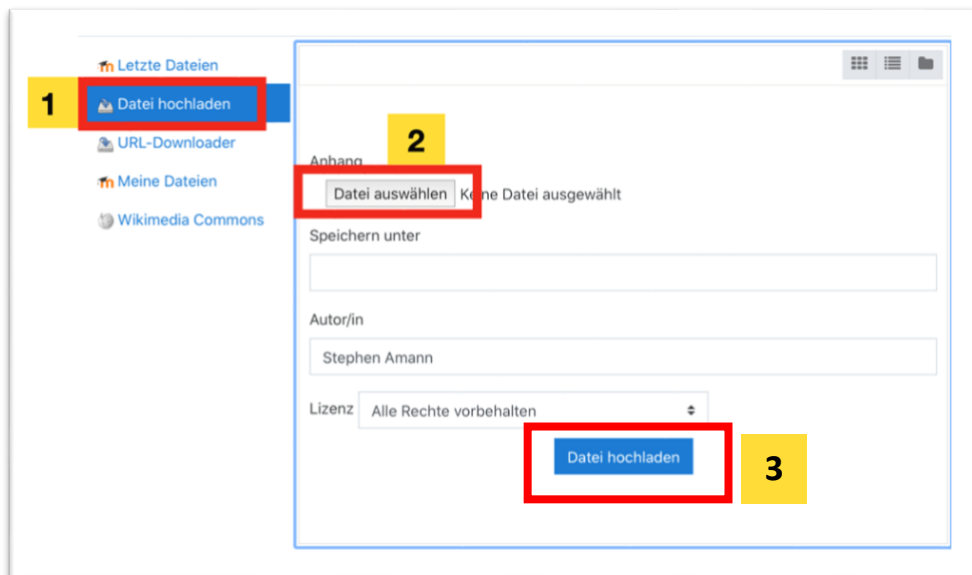 Letzte Dateien
1
Datei hochladen
URL-Downloader
Meine Dateien
Wikimedia Commons
2
Anhang
Datei auswählen Keine Datei ausgewählt
Speichern unter
Autor/in
Stephen Amann
Lizenz Alle Rechte vorbehalten
Datei hochladen
3